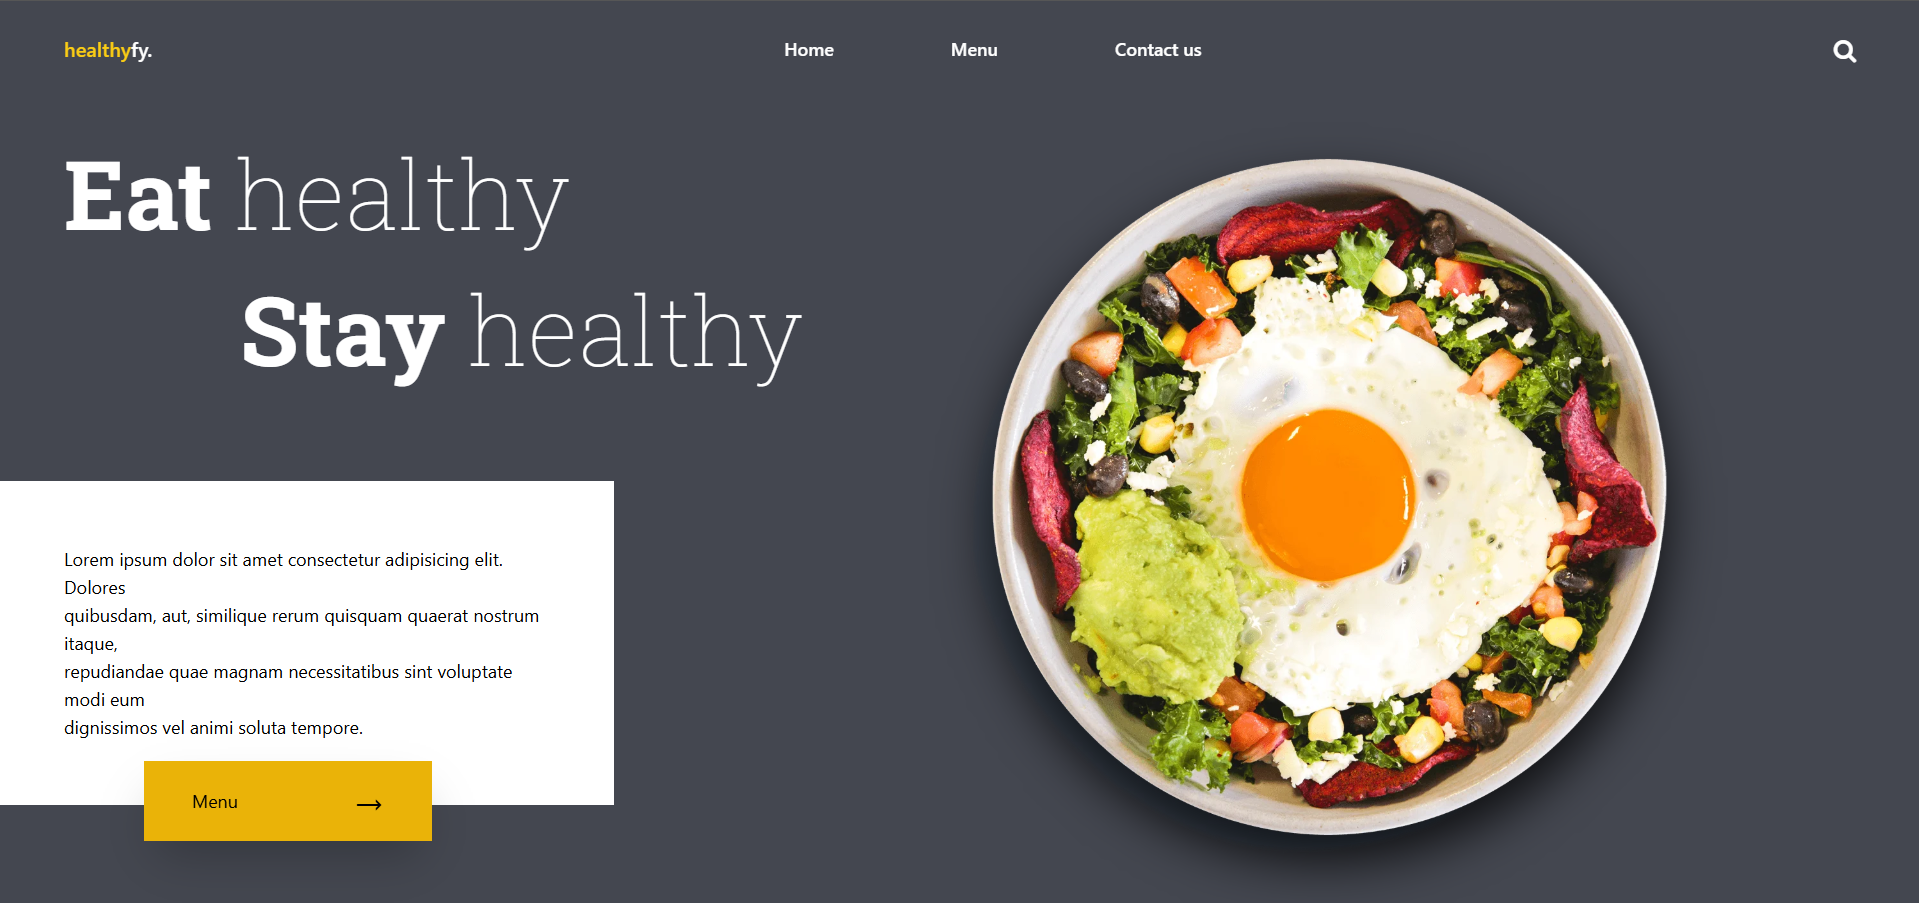 healthyfy.
Home
Menu
Contact us
Eat healthy
Stay healthy
Lorem ipsum dolor sit amet consectetur adipisicing elit.
Dolores
quibusdam, aut, similique rerum quisquam quaerat nostrum
itaque,
repudiandae quae magnam necessitatibus sint voluptate
modi eum
dignissimos vel animi soluta tempore.
Menu